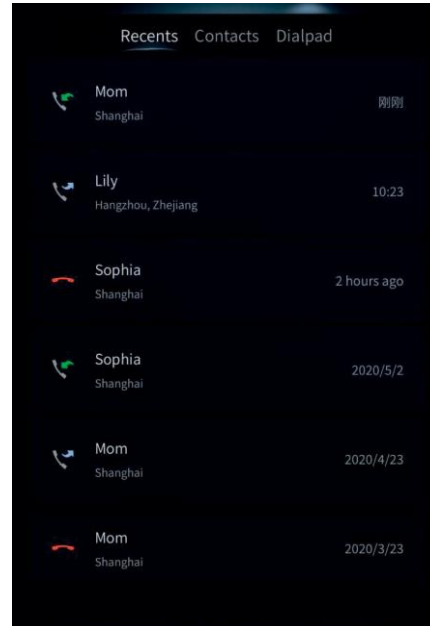 Recents Contacts Dialpad
Mom
刚刚
Shanghai
Lily
10:23
Hangzhou, Zhejiang
Sophia
2 hours ago
Shanghai
Sophia
2020/5/2
Shanghai
Mom
2020/4/23
Shanghai
Mom
2020/3/23
Shanghai